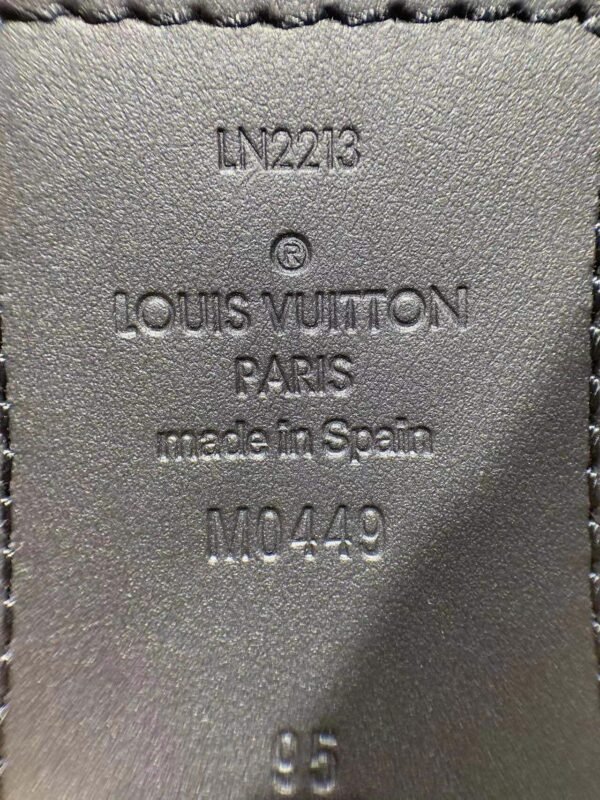 LN2213
®
LOUIS VUITTON
PARIS
made in Spain
M0449
95